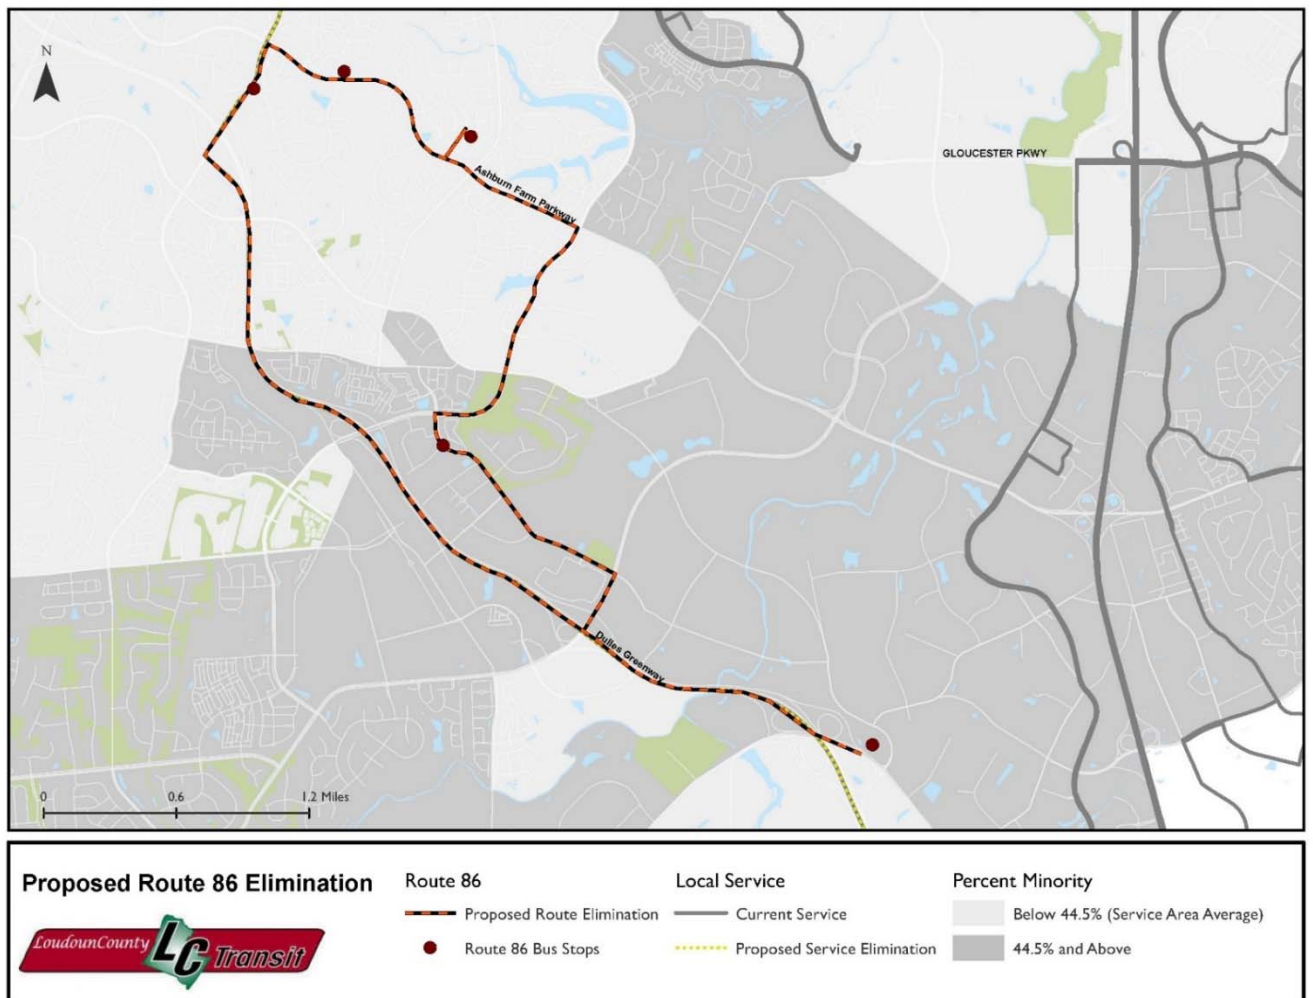 N
GLOUCESTER PKWY
Ashburn Farm Parkway
Dulles Greenway
0 0.6 1.2 Miles
Proposed Route 86 Elimination
LoudounCounty LC Transit
Route 86
Proposed Route Elimination
Route 86 Bus Stops
Local Service
Current Service
Proposed Service Elimination
Percent Minority
Below 44.5% (Service Area Average)
44.5% and Above